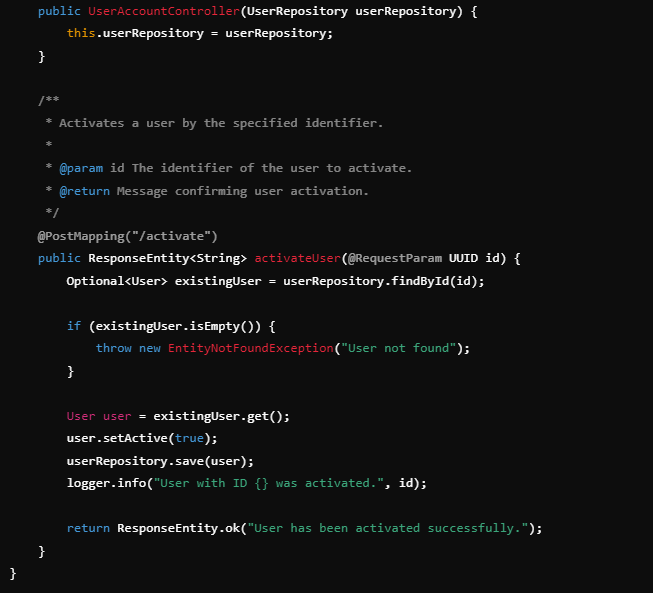 public UserAccountController(UserRepository userRepository) {
        this.userRepository = userRepository;
    }

    /**
     * Activates a user by the specified identifier.
     *
     * @param id The identifier of the user to activate.
     * @return Message confirming user activation.
     */
    @PostMapping("/activate")
    public ResponseEntity<String> activateUser(@RequestParam UUID id) {
        Optional<User> existingUser = userRepository.findById(id);

        if (existingUser.isEmpty()) {
            throw new EntityNotFoundException("User not found");
        }

        User user = existingUser.get();
        user.setActive(true);
        userRepository.save(user);
        logger.info("User with ID {} was activated.", id);

        return ResponseEntity.ok("User has been activated successfully.");
    }
}